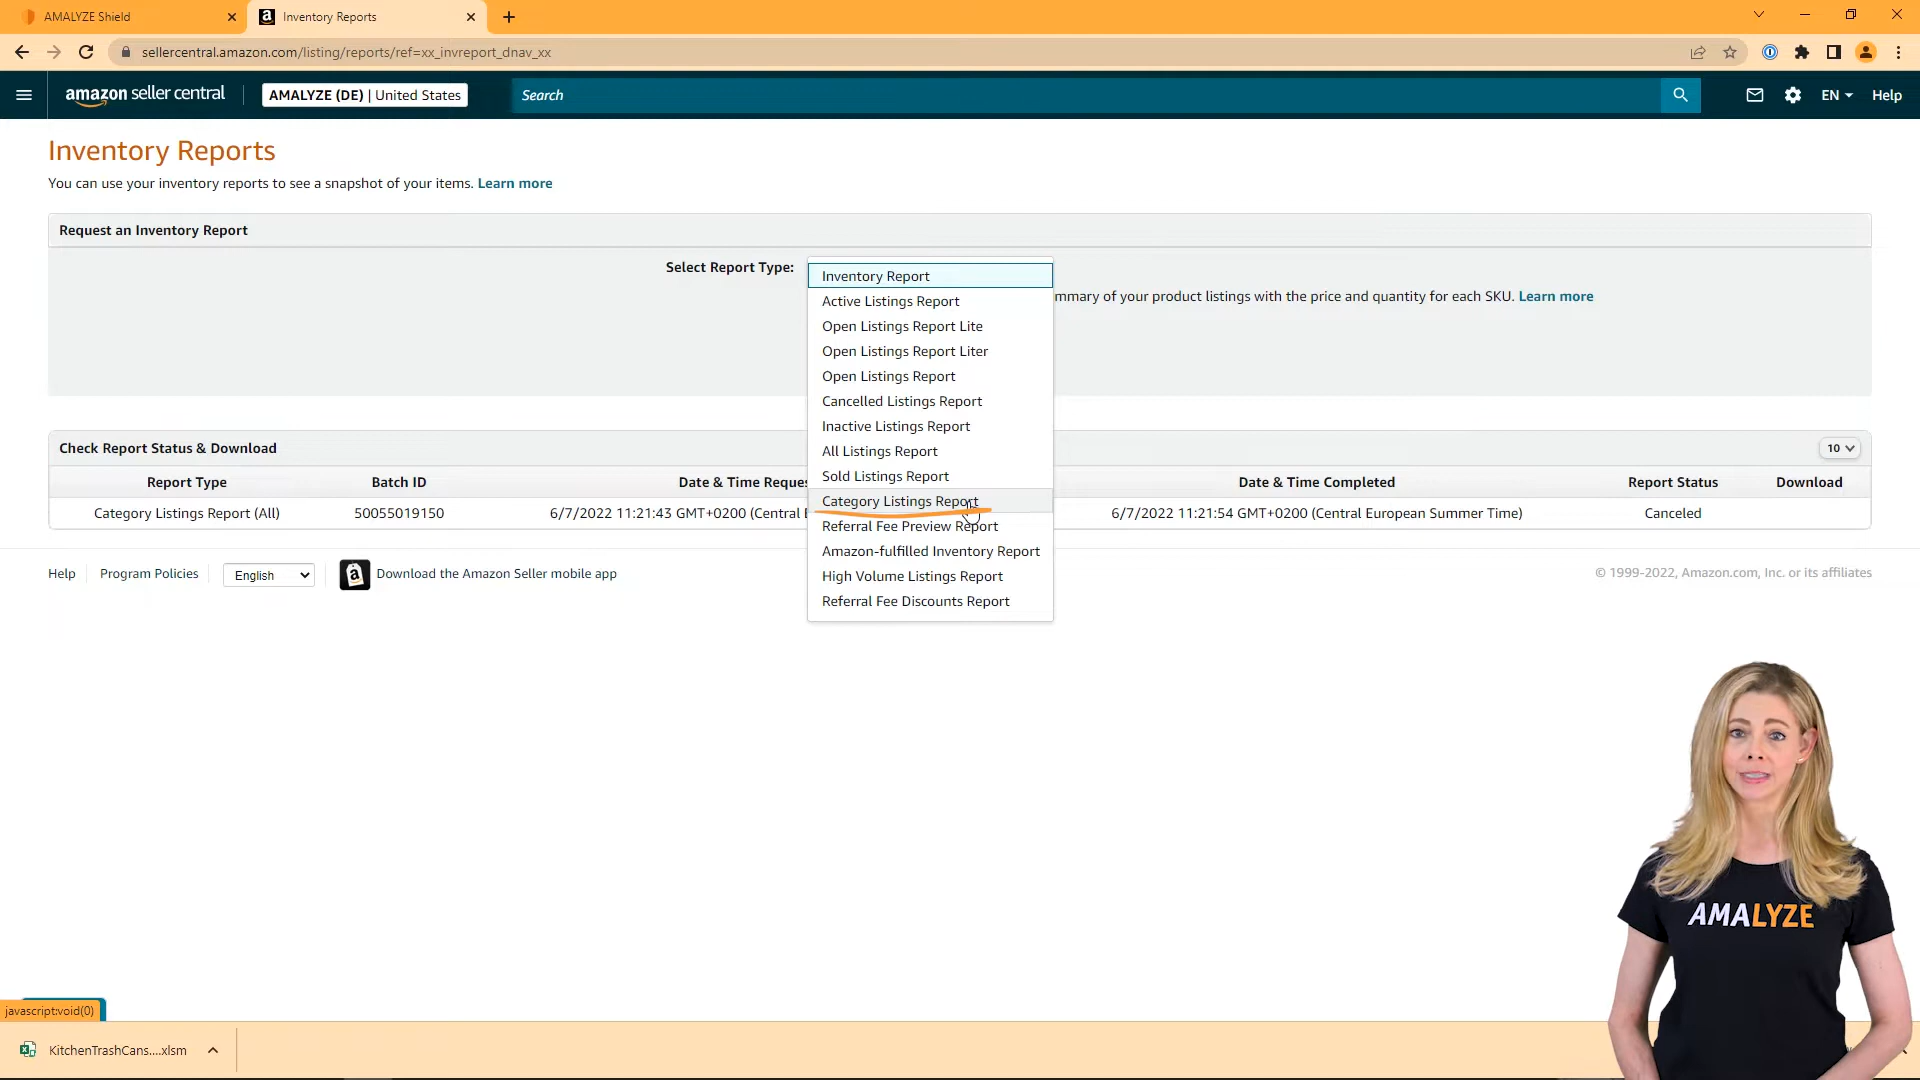 AMALYZE Shield
Inventory Reports
sellercentral.amazon.com/listing/reports/ref=xx_invreport_dnav_xx
amazon seller central
AMALYZE (DE) | United States
Search
EN
Help
Inventory Reports
You can use your inventory reports to see a snapshot of your items. Learn more
Request an Inventory Report
Select Report Type:
Inventory Report
Active Listings Report
mmary of your product listings with the price and quantity for each SKU. Learn more
Open Listings Report Lite
Open Listings Report Liter
Open Listings Report
Cancelled Listings Report
Inactive Listings Report
All Listings Report
Sold Listings Report
Category Listings Report
Referral Fee Preview Report
Amazon-fulfilled Inventory Report
High Volume Listings Report
Referral Fee Discounts Report
Check Report Status & Download
10
Report Type Batch ID Date & Time Reques Date & Time Completed Report Status Download
Category Listings Report (All) 50055019150 6/7/2022 11:21:43 GMT+0200 (Central E 6/7/2022 11:21:54 GMT+0200 (Central European Summer Time) Canceled
Help Program Policies English Download the Amazon Seller mobile app
© 1999-2022, Amazon.com, Inc. or its affiliates
AMALYZE
javascript:void(0)
KitchenTrashCans....xlsm